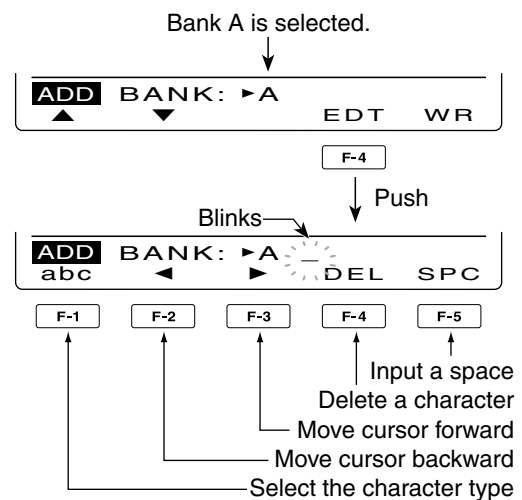 Bank A is selected.
ADD BANK: ►A
▲ ▼ EDT WR
F-4
Push
Blinks
ADD BANK: ►A _
abc ◄ ► DEL SPC
F-1 F-2 F-3 F-4 F-5
Input a space
Delete a character
Move cursor forward
Move cursor backward
Select the character type